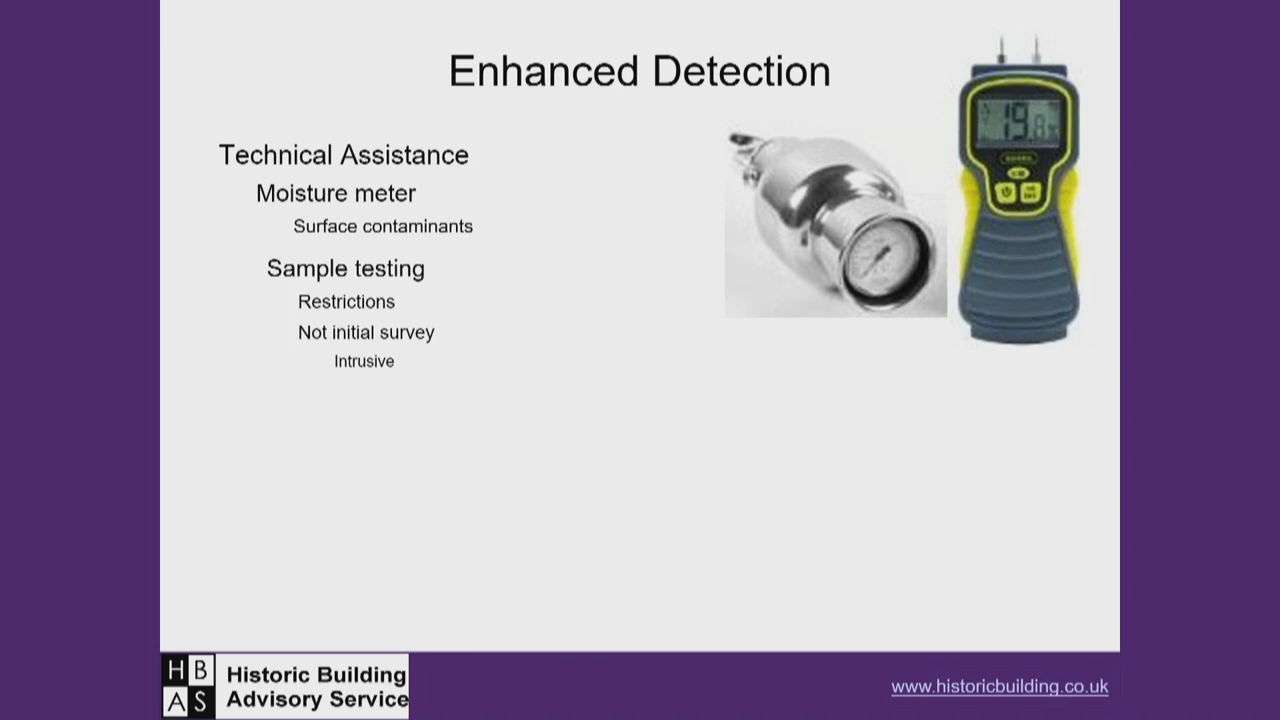 Enhanced Detection
Technical Assistance
Moisture meter
Surface contaminants
Sample testing
Restrictions
Not initial survey
Intrusive
19.8%
H B
A S
Historic Building
Advisory Service
www.historicbuilding.co.uk